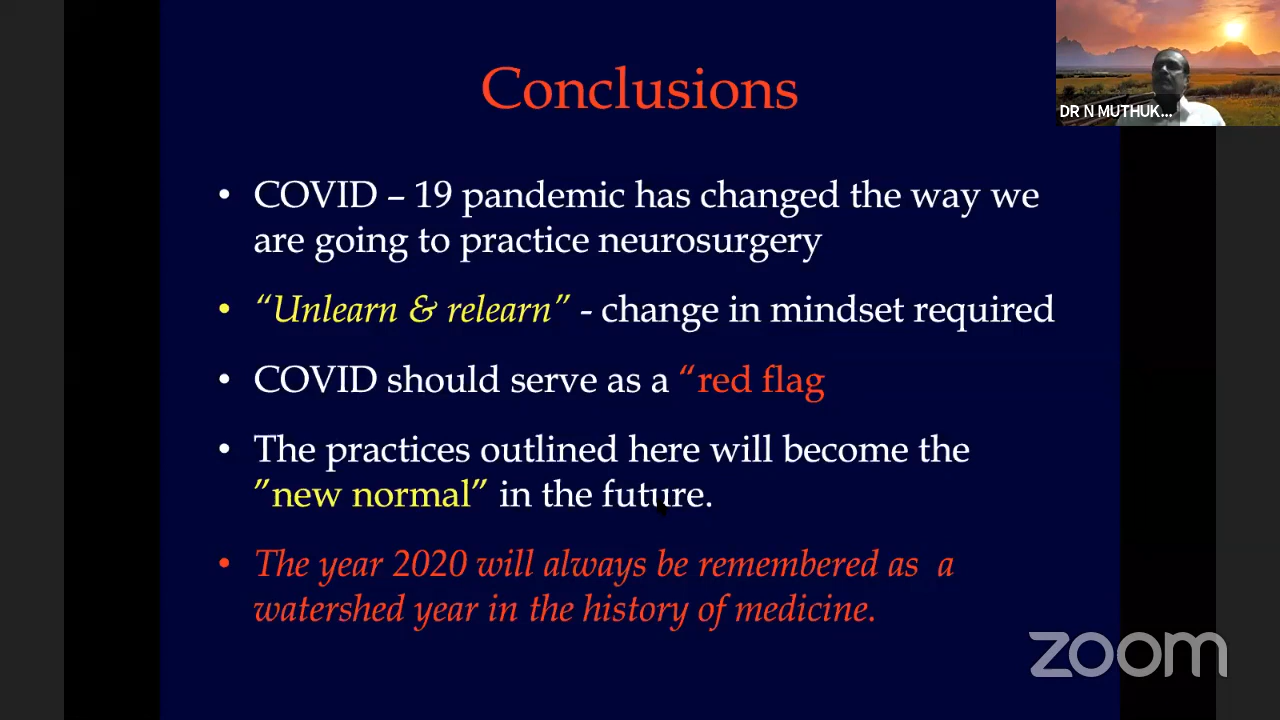 Conclusions
DR N MUTHUK...
• COVID – 19 pandemic has changed the way we
are going to practice neurosurgery
• “Unlearn & relearn” - change in mindset required
• COVID should serve as a “red flag
• The practices outlined here will become the
”new normal” in the future.
• The year 2020 will always be remembered as a
watershed year in the history of medicine.
zoom